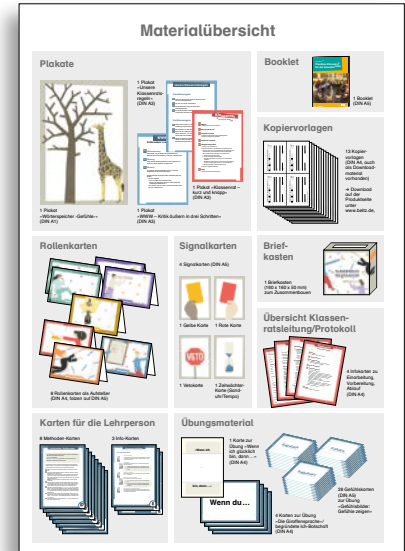 Materialübersicht
Plakate
1 Plakat
«Unsere
Klassenrats-
regeln»
(DIN A3)
1 Plakat «Klassenrat –
kurz und knapp»
(DIN A3)
1 Plakat
«Wörterspeicher ‹Gefühle›»
(DIN A1)
1 Plakat
«WWW – Kritik äußern in drei Schritten»
(DIN A3)
Booklet
1 Booklet
(DIN A5)
Kopiervorlagen
13 Kopier-
vorlagen
(DIN A4, auch
als Download-
material
vorhanden)
➔ Download
auf der
Produktseite
unter
www.beltz.de,
Rollenkarten
8 Rollenkarten als Aufsteller
(DIN A4, falzen auf DIN A5)
Signalkarten
4 Signalkarten (DIN A5)
1 Gelbe Karte
1 Rote Karte
VETO
1 Vetokarte
1 Zeitwächter-
Karte (Sand-
uhr/Tempo)
Brief-
kasten
1 Briefkasten
(160 x 160 x 50 mm)
zum Zusammenbauen
Übersicht Klassen-
ratsleitung/Protokoll
4 Infokarten zu
Einarbeitung,
Vorbereitung,
Ablauf
(DIN A4)
Karten für die Lehrperson
8 Methoden-Karten
3 Info-Karten
Übungsmaterial
1 Karte zur
Übung «Wenn
ich glücklich
bin, dann …»
(DIN A4)
Wenn du…
4 Karten zur Übung
«Die Giraffensprache»/
begründete Ich-Botschaft
(DIN A4)
28 Gefühlskarten
(DIN A5)
zur Übung
«Gefühlsbilder:
Gefühle zeigen»